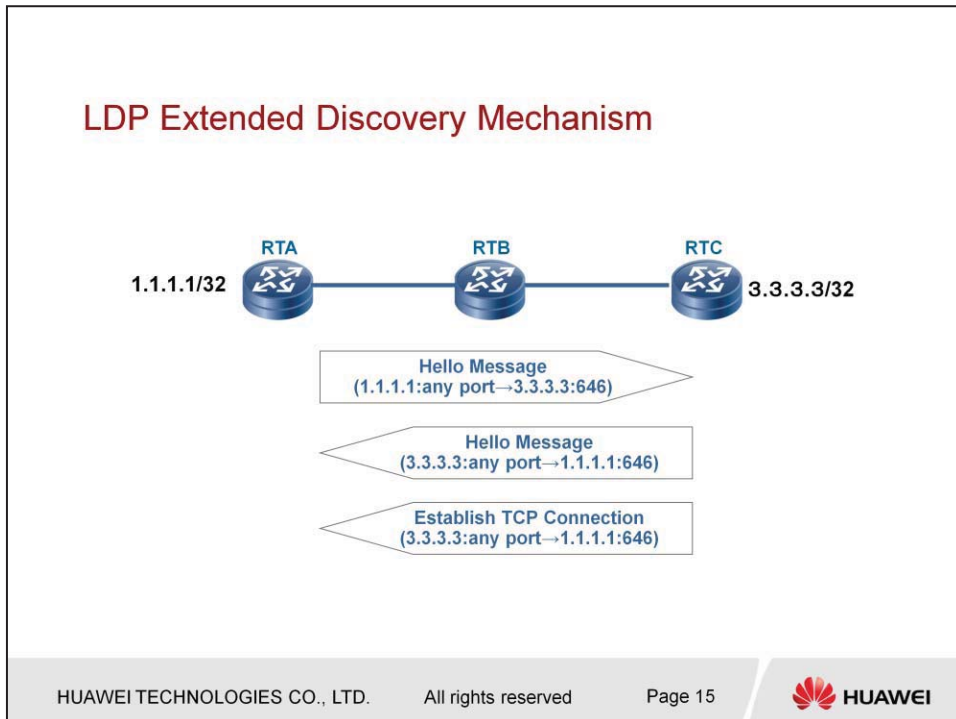 LDP Extended Discovery Mechanism
RTA
RTB
RTC
1.1.1.1/32
3.3.3.3/32
Hello Message
(1.1.1.1:any port→3.3.3.3:646)
Hello Message
(3.3.3.3:any port→1.1.1.1:646)
Establish TCP Connection
(3.3.3.3:any port→1.1.1.1:646)
HUAWEI TECHNOLOGIES CO., LTD.
All rights reserved
Page 15
HUAWEI